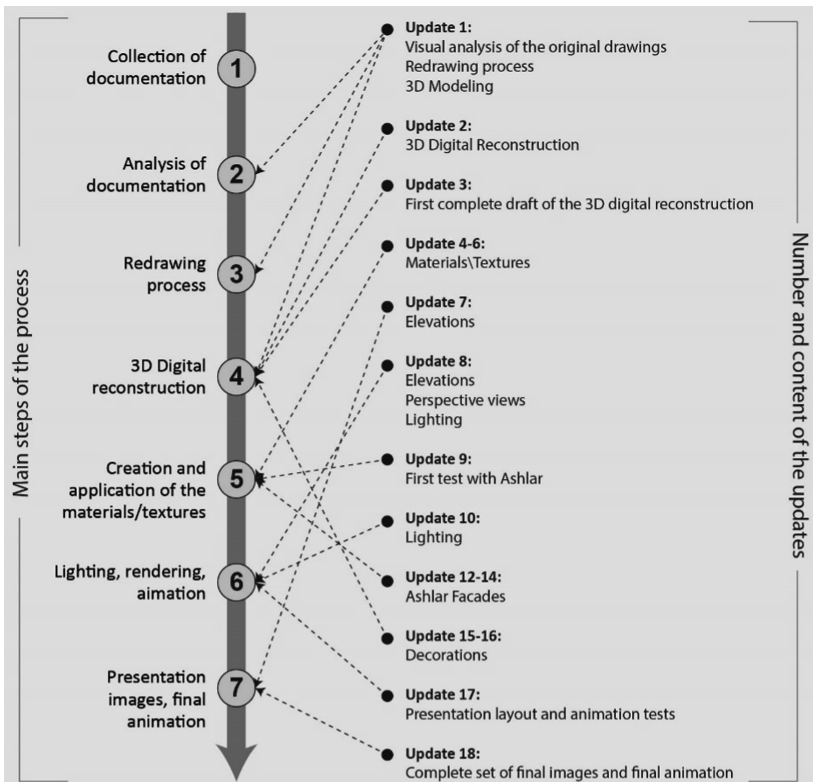 Main steps of the process
Collection of
documentation
1
Analysis of
documentation
2
Redrawing
process
3
3D Digital
reconstruction
4
Creation and
application of the
materials/textures
5
Lighting, rendering,
aimation
6
Presentation
images, final
animation
7
Update 1:
Visual analysis of the original drawings
Redrawing process
3D Modeling
Update 2:
3D Digital Reconstruction
Update 3:
First complete draft of the 3D digital reconstruction
Update 4-6:
Materials\Textures
Update 7:
Elevations
Update 8:
Elevations
Perspective views
Lighting
Update 9:
First test with Ashlar
Update 10:
Lighting
Update 12-14:
Ashlar Facades
Update 15-16:
Decorations
Update 17:
Presentation layout and animation tests
Update 18:
Complete set of final images and final animation
Number and content of the updates